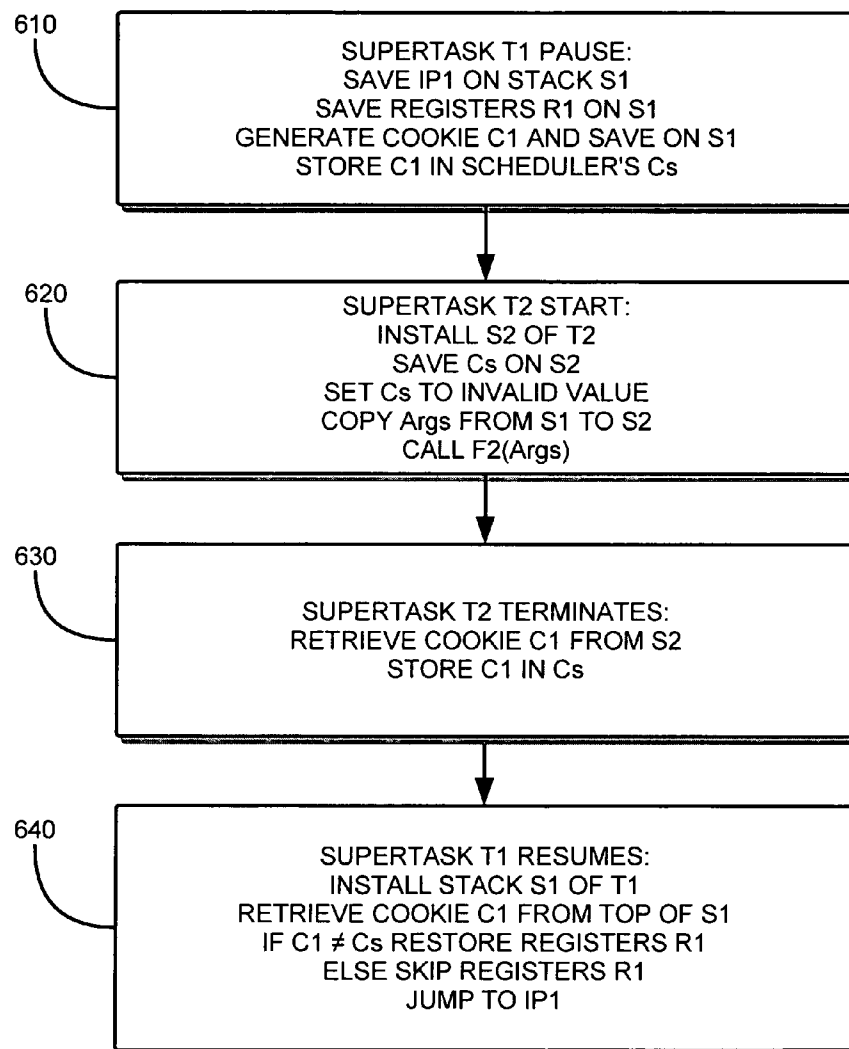 610
SUPERTASK T1 PAUSE:
SAVE IP1 ON STACK S1
SAVE REGISTERS R1 ON S1
GENERATE COOKIE C1 AND SAVE ON S1
STORE C1 IN SCHEDULER'S Cs
620
SUPERTASK T2 START:
INSTALL S2 OF T2
SAVE Cs ON S2
SET Cs TO INVALID VALUE
COPY Args FROM S1 TO S2
CALL F2(Args)
630
SUPERTASK T2 TERMINATES:
RETRIEVE COOKIE C1 FROM S2
STORE C1 IN Cs
640
SUPERTASK T1 RESUMES:
INSTALL STACK S1 OF T1
RETRIEVE COOKIE C1 FROM TOP OF S1
IF C1 ≠ Cs RESTORE REGISTERS R1
ELSE SKIP REGISTERS R1
JUMP TO IP1